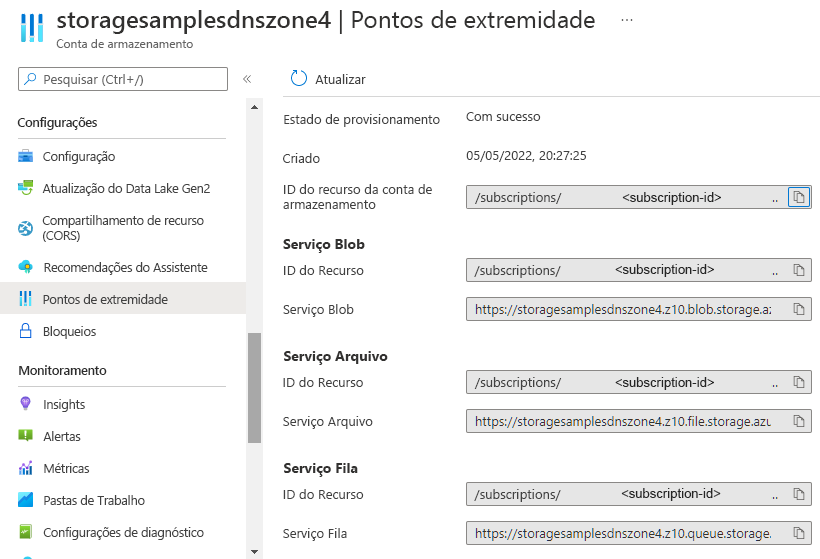 storagesamplesdnszone4 | Pontos de extremidade ...
Conta de armazenamento
Pesquisar (Ctrl+/)
«
Configurações
Configuração
Atualização do Data Lake Gen2
Compartilhamento de recurso
(CORS)
Recomendações do Assistente
Pontos de extremidade
Bloqueios
Monitoramento
Insights
Alertas
Métricas
Pastas de Trabalho
Configurações de diagnóstico
Atualizar
Estado de provisionamento Com sucesso
Criado 05/05/2022, 20:27:25
ID do recurso da conta de
armazenamento /subscriptions/ <subscription-id> ..
Serviço Blob
ID do Recurso /subscriptions/ <subscription-id> ..
Serviço Blob https://storagesamplesdnszone4.z10.blob.storage.az
Serviço Arquivo
ID do Recurso /subscriptions/ <subscription-id> ..
Serviço Arquivo https://storagesamplesdnszone4.z10.file.storage.azu
Serviço Fila
ID do Recurso /subscriptions/ <subscription-id> ..
Serviço Fila https://storagesamplesdnszone4.z10.queue.storage.